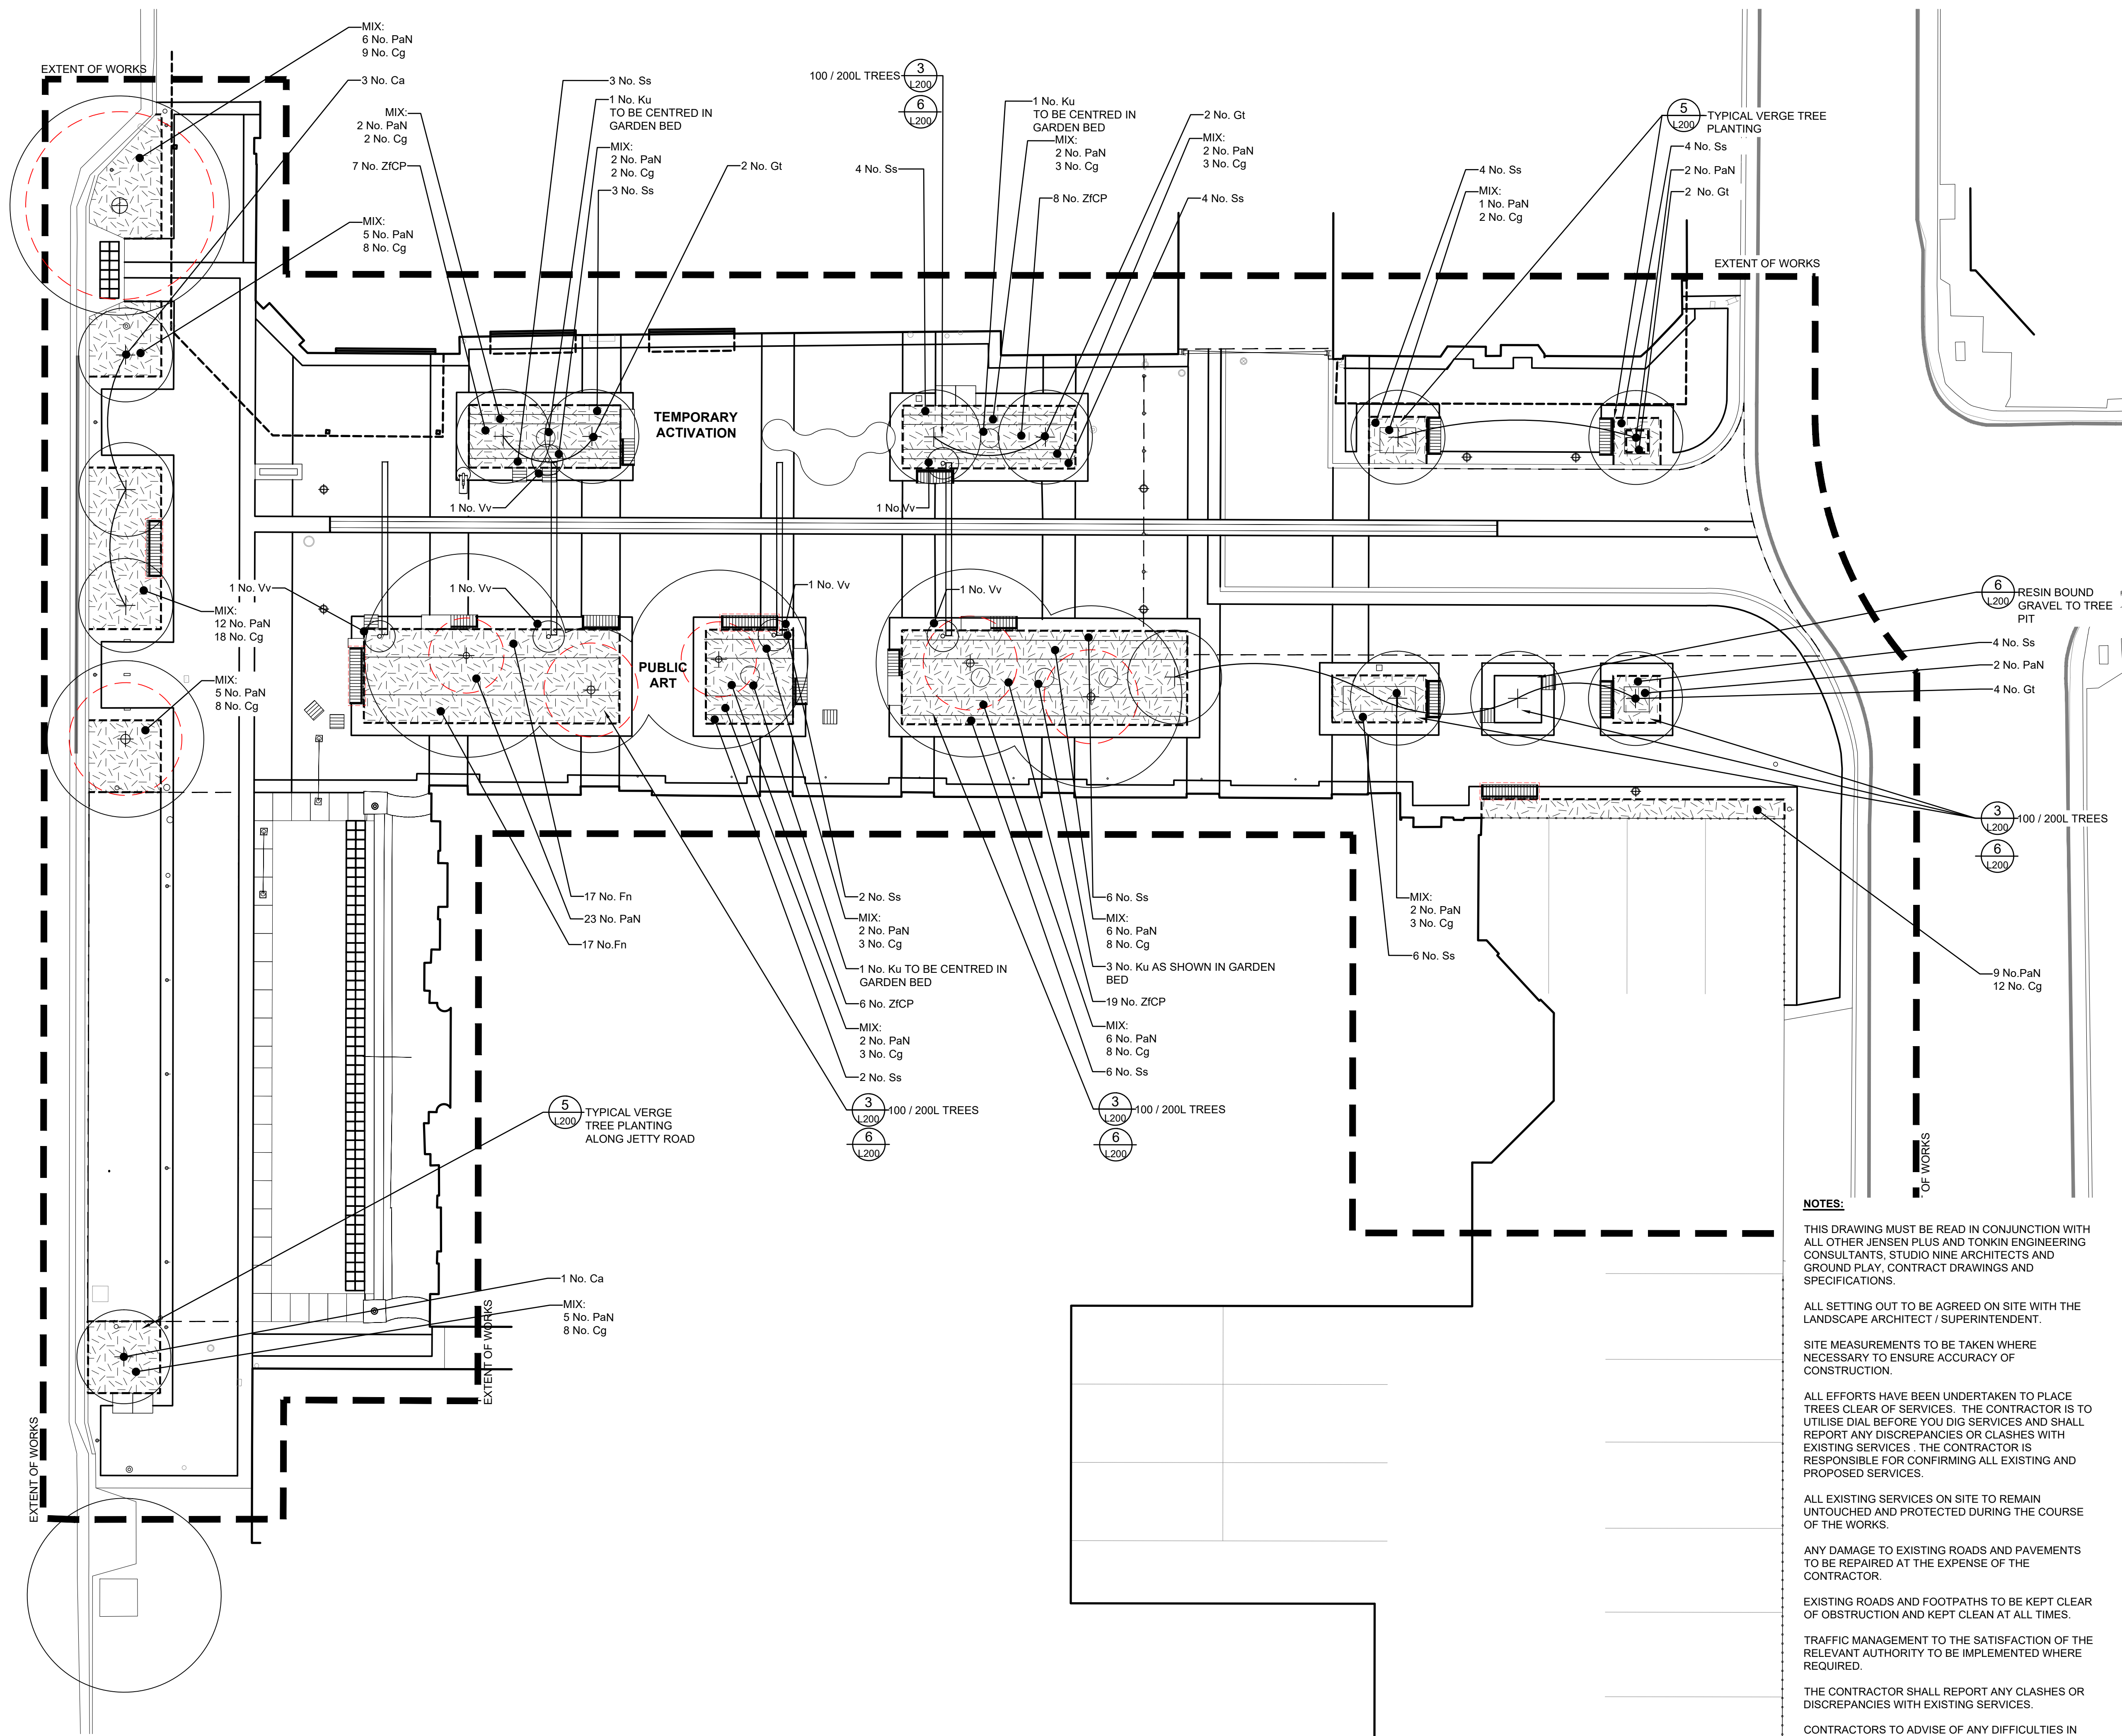 MIX:
6 No. PaN
9 No. Cg
EXTENT OF WORKS
3 No. Ca
MIX:
2 No. PaN
2 No. Cg
7 No. ZfCP
MIX:
5 No. PaN
8 No. Cg
3 No. Ss
1 No. Ku
TO BE CENTRED IN
GARDEN BED
MIX:
2 No. PaN
2 No. Cg
3 No. Ss
2 No. Gt
100 / 200L TREES
3
L200
6
L200
4 No. Ss
1 No. Ku
TO BE CENTRED IN
GARDEN BED
MIX:
2 No. PaN
3 No. Cg
8 No. ZfCP
2 No. Gt
MIX:
2 No. PaN
3 No. Cg
4 No. Ss
5
L200
TYPICAL VERGE TREE
PLANTING
4 No. Ss
2 No. PaN
2 No. Gt
4 No. Ss
MIX:
1 No. PaN
2 No. Cg
EXTENT OF WORKS
TEMPORARY
ACTIVATION
1 No. Vv
1 No.Vv
1 No. Vv
1 No. Vv
1 No. Vv
1 No. Vv
MIX:
12 No. PaN
18 No. Cg
MIX:
5 No. PaN
8 No. Cg
PUBLIC
ART
6
L200
RESIN BOUND
GRAVEL TO TREE
PIT
4 No. Ss
2 No. PaN
4 No. Gt
3
L200
100 / 200L TREES
6
L200
17 No. Fn
23 No. PaN
17 No.Fn
2 No. Ss
MIX:
2 No. PaN
3 No. Cg
1 No. Ku TO BE CENTRED IN
GARDEN BED
6 No. ZfCP
MIX:
2 No. PaN
3 No. Cg
2 No. Ss
3
L200
100 / 200L TREES
6
L200
6 No. Ss
MIX:
6 No. PaN
8 No. Cg
3 No. Ku AS SHOWN IN GARDEN
BED
19 No. ZfCP
MIX:
6 No. PaN
8 No. Cg
6 No. Ss
3
L200
100 / 200L TREES
6
L200
MIX:
2 No. PaN
3 No. Cg
6 No. Ss
9 No.PaN
12 No. Cg
5
L200
TYPICAL VERGE
TREE PLANTING
ALONG JETTY ROAD
1 No. Ca
MIX:
5 No. PaN
8 No. Cg
EXTENT OF WORKS
EXTENT OF WORKS
OF WORKS
NOTES:
THIS DRAWING MUST BE READ IN CONJUNCTION WITH
ALL OTHER JENSEN PLUS AND TONKIN ENGINEERING
CONSULTANTS, STUDIO NINE ARCHITECTS AND
GROUND PLAY, CONTRACT DRAWINGS AND
SPECIFICATIONS.
ALL SETTING OUT TO BE AGREED ON SITE WITH THE
LANDSCAPE ARCHITECT / SUPERINTENDENT.
SITE MEASUREMENTS TO BE TAKEN WHERE
NECESSARY TO ENSURE ACCURACY OF
CONSTRUCTION.
ALL EFFORTS HAVE BEEN UNDERTAKEN TO PLACE
TREES CLEAR OF SERVICES. THE CONTRACTOR IS TO
UTILISE DIAL BEFORE YOU DIG SERVICES AND SHALL
REPORT ANY DISCREPANCIES OR CLASHES WITH
EXISTING SERVICES . THE CONTRACTOR IS
RESPONSIBLE FOR CONFIRMING ALL EXISTING AND
PROPOSED SERVICES.
ALL EXISTING SERVICES ON SITE TO REMAIN
UNTOUCHED AND PROTECTED DURING THE COURSE
OF THE WORKS.
ANY DAMAGE TO EXISTING ROADS AND PAVEMENTS
TO BE REPAIRED AT THE EXPENSE OF THE
CONTRACTOR.
EXISTING ROADS AND FOOTPATHS TO BE KEPT CLEAR
OF OBSTRUCTION AND KEPT CLEAN AT ALL TIMES.
TRAFFIC MANAGEMENT TO THE SATISFACTION OF THE
RELEVANT AUTHORITY TO BE IMPLEMENTED WHERE
REQUIRED.
THE CONTRACTOR SHALL REPORT ANY CLASHES OR
DISCREPANCIES WITH EXISTING SERVICES.
CONTRACTORS TO ADVISE OF ANY DIFFICULTIES IN